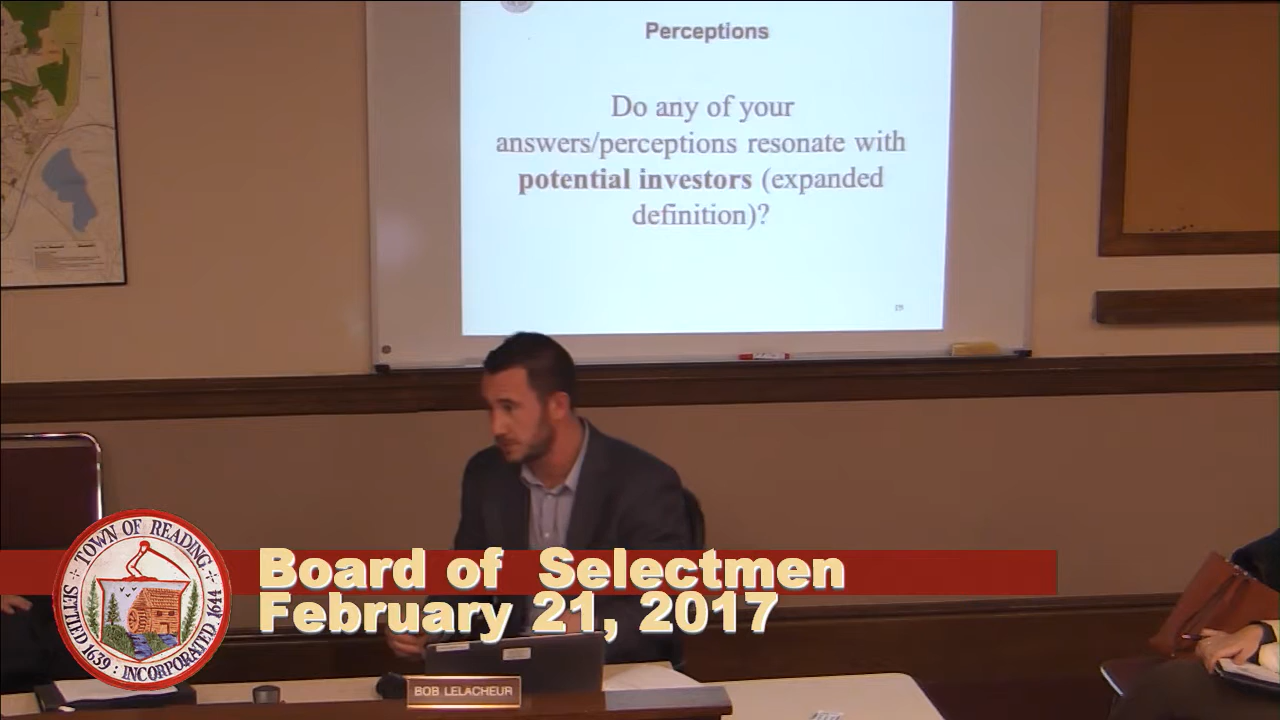 Perceptions
Do any of your
answers/perceptions resonate with
potential investors (expanded
definition)?
TOWN OF READING
SETTLED 1639 : INCORPORATED 1644
Board of Selectmen
February 21, 2017
BOB LELACHEUR